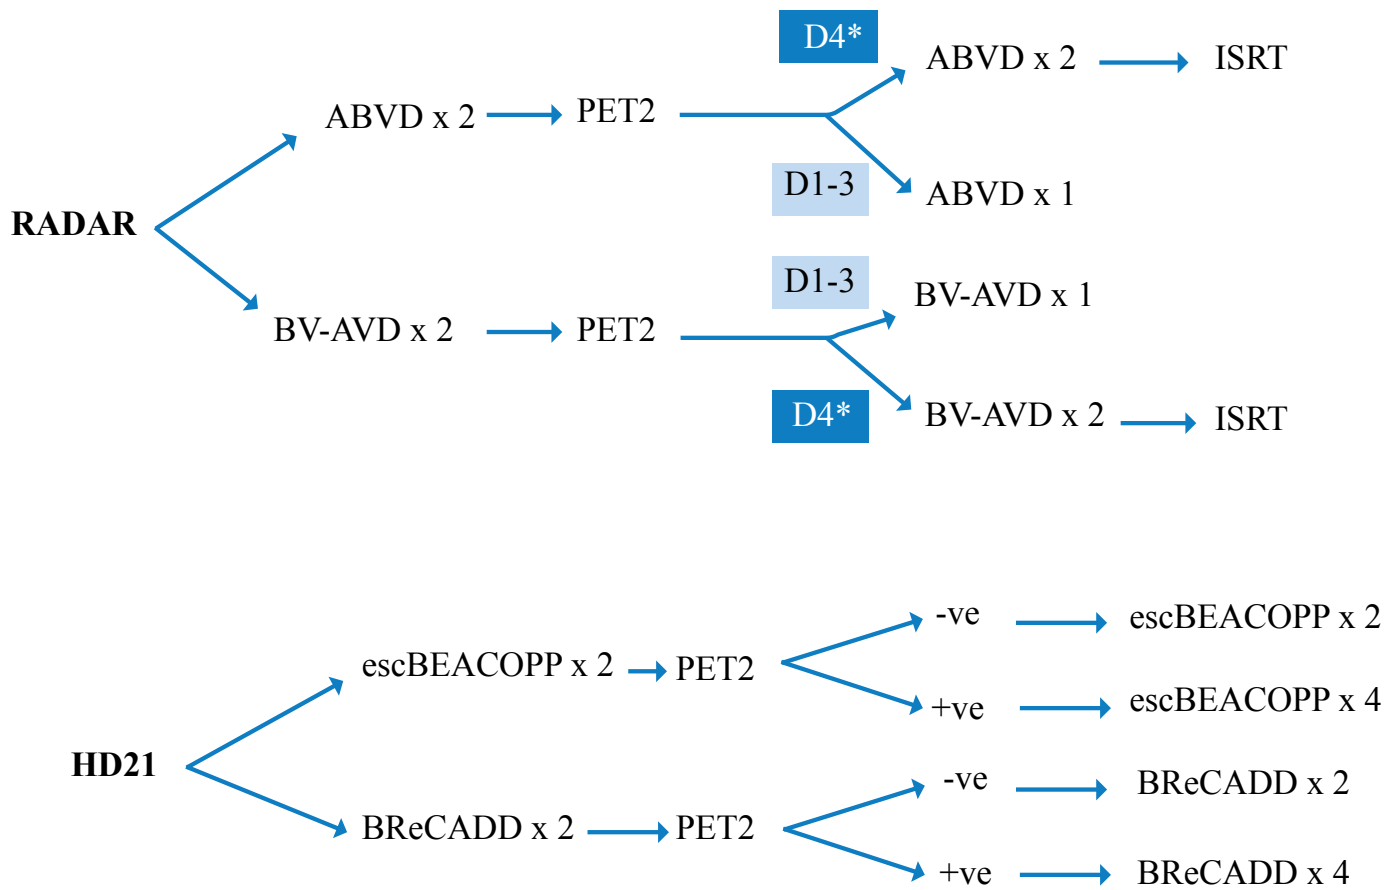 D4*
ABVD x 2 ISRT
ABVD x 2 PET2
D1-3
ABVD x 1
RADAR
D1-3
BV-AVD x 1
BV-AVD x 2 PET2
D4*
BV-AVD x 2 ISRT
-ve escBEACOPP x 2
escBEACOPP x 2 PET2
+ve escBEACOPP x 4
HD21
-ve BReCADD x 2
BReCADD x 2 PET2
+ve BReCADD x 4